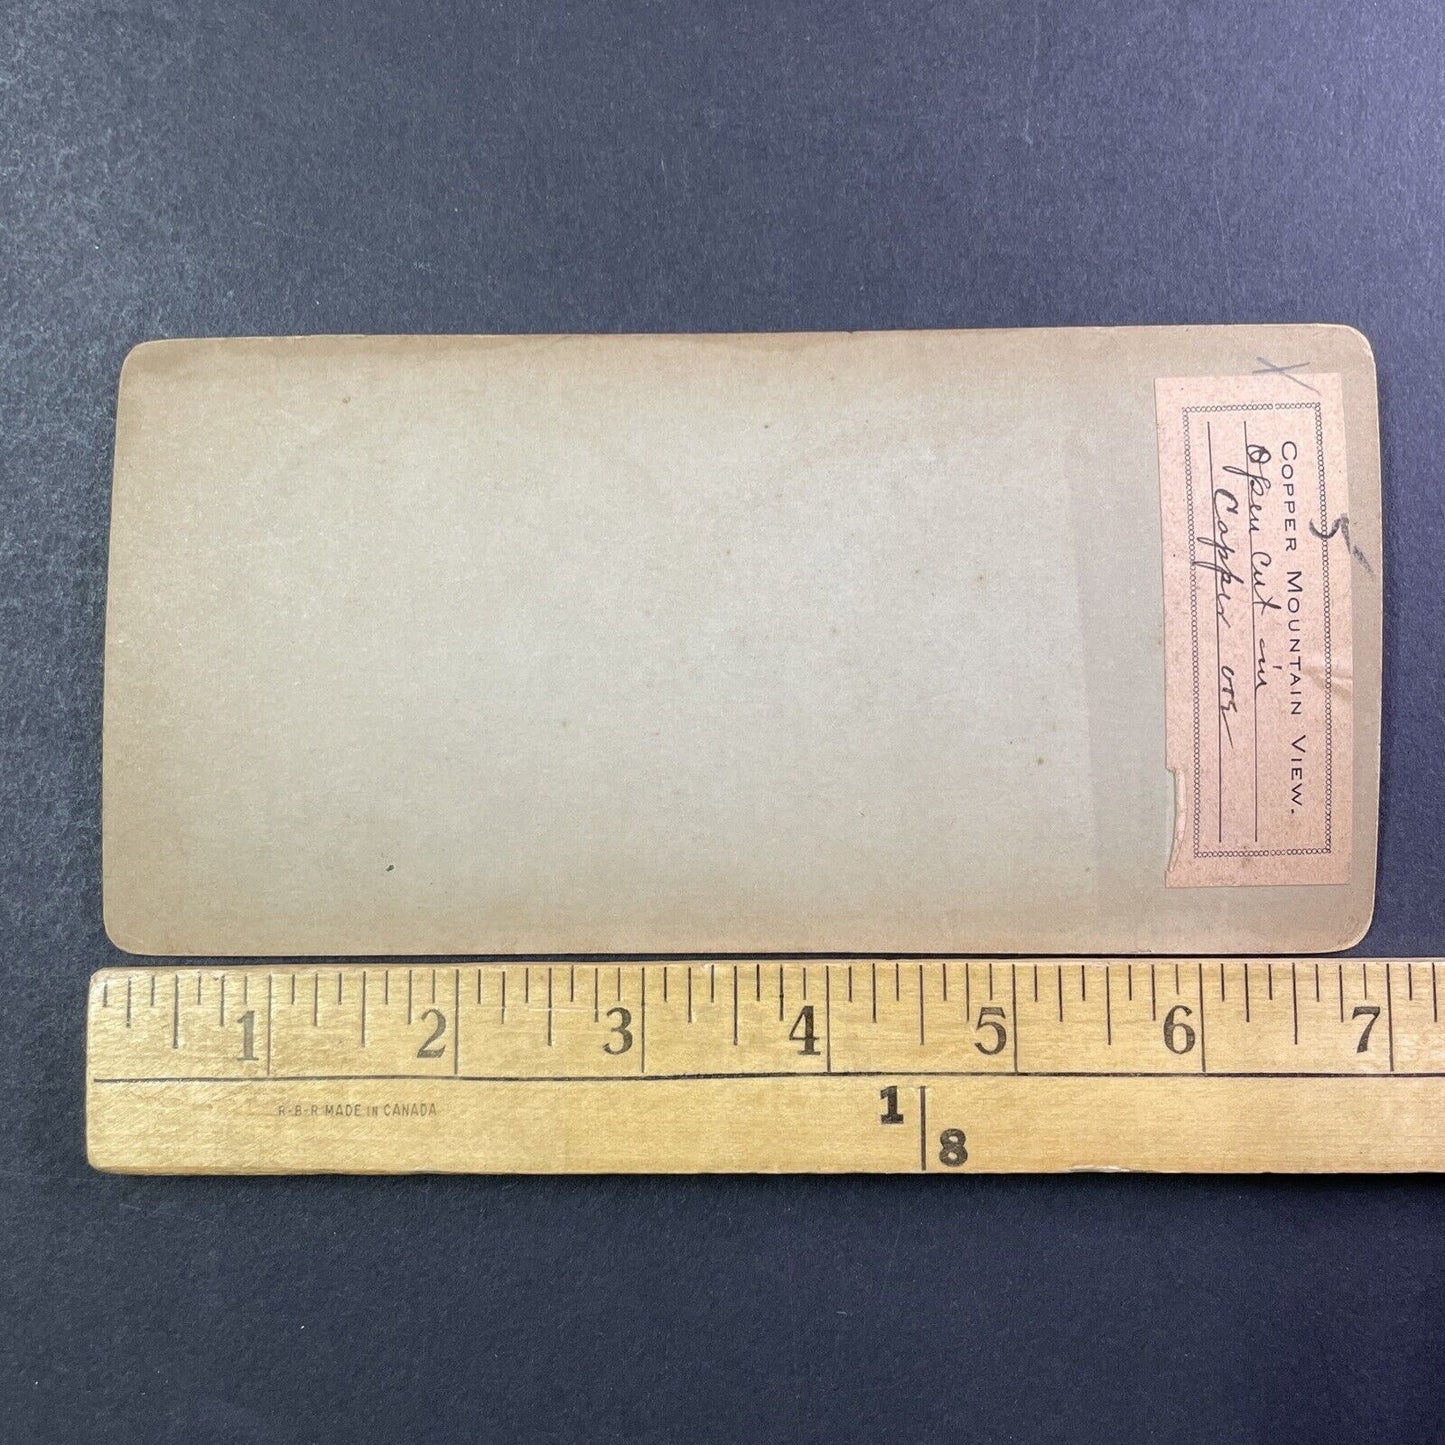 X
5
COPPER MOUNTAIN VIEW.
Open Cut in
Copper ore
1 2 3 4 5 6 7
R-B-R MADE IN CANADA
1
8